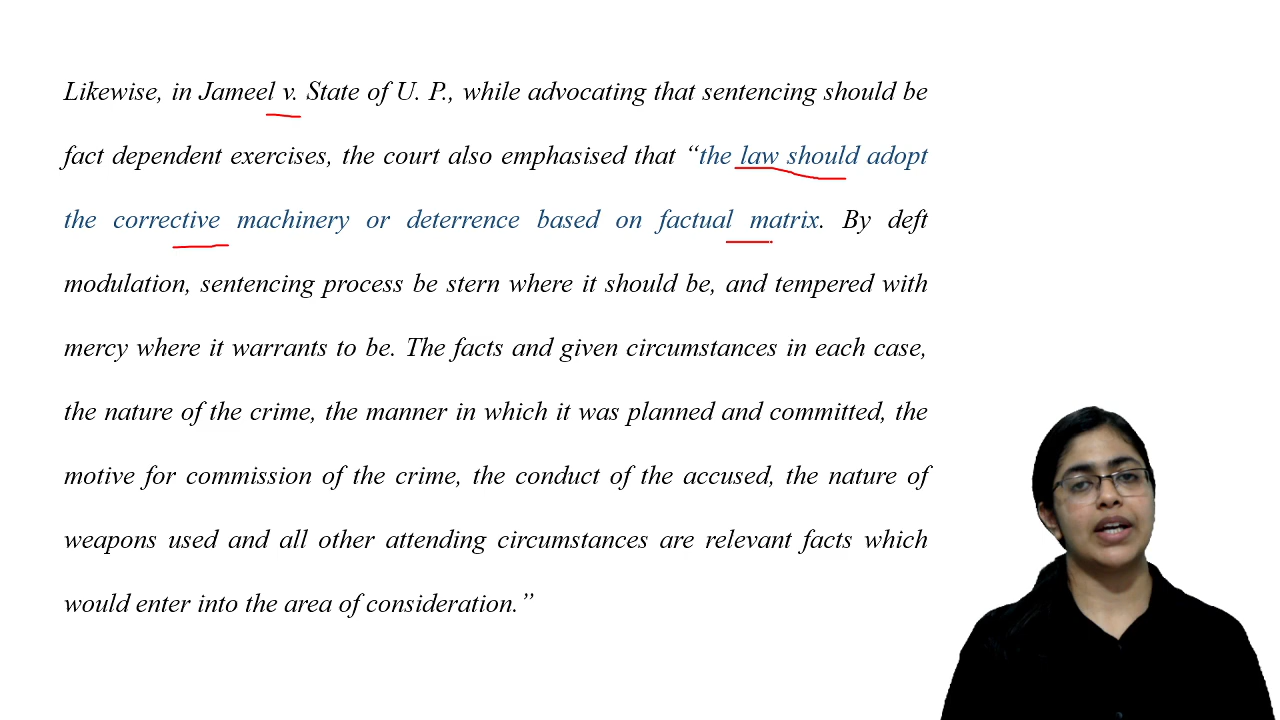 Likewise, in Jameel v. State of U. P., while advocating that sentencing should be
fact dependent exercises, the court also emphasised that “the law should adopt
the corrective machinery or deterrence based on factual matrix. By deft
modulation, sentencing process be stern where it should be, and tempered with
mercy where it warrants to be. The facts and given circumstances in each case,
the nature of the crime, the manner in which it was planned and committed, the
motive for commission of the crime, the conduct of the accused, the nature of
weapons used and all other attending circumstances are relevant facts which
would enter into the area of consideration.”